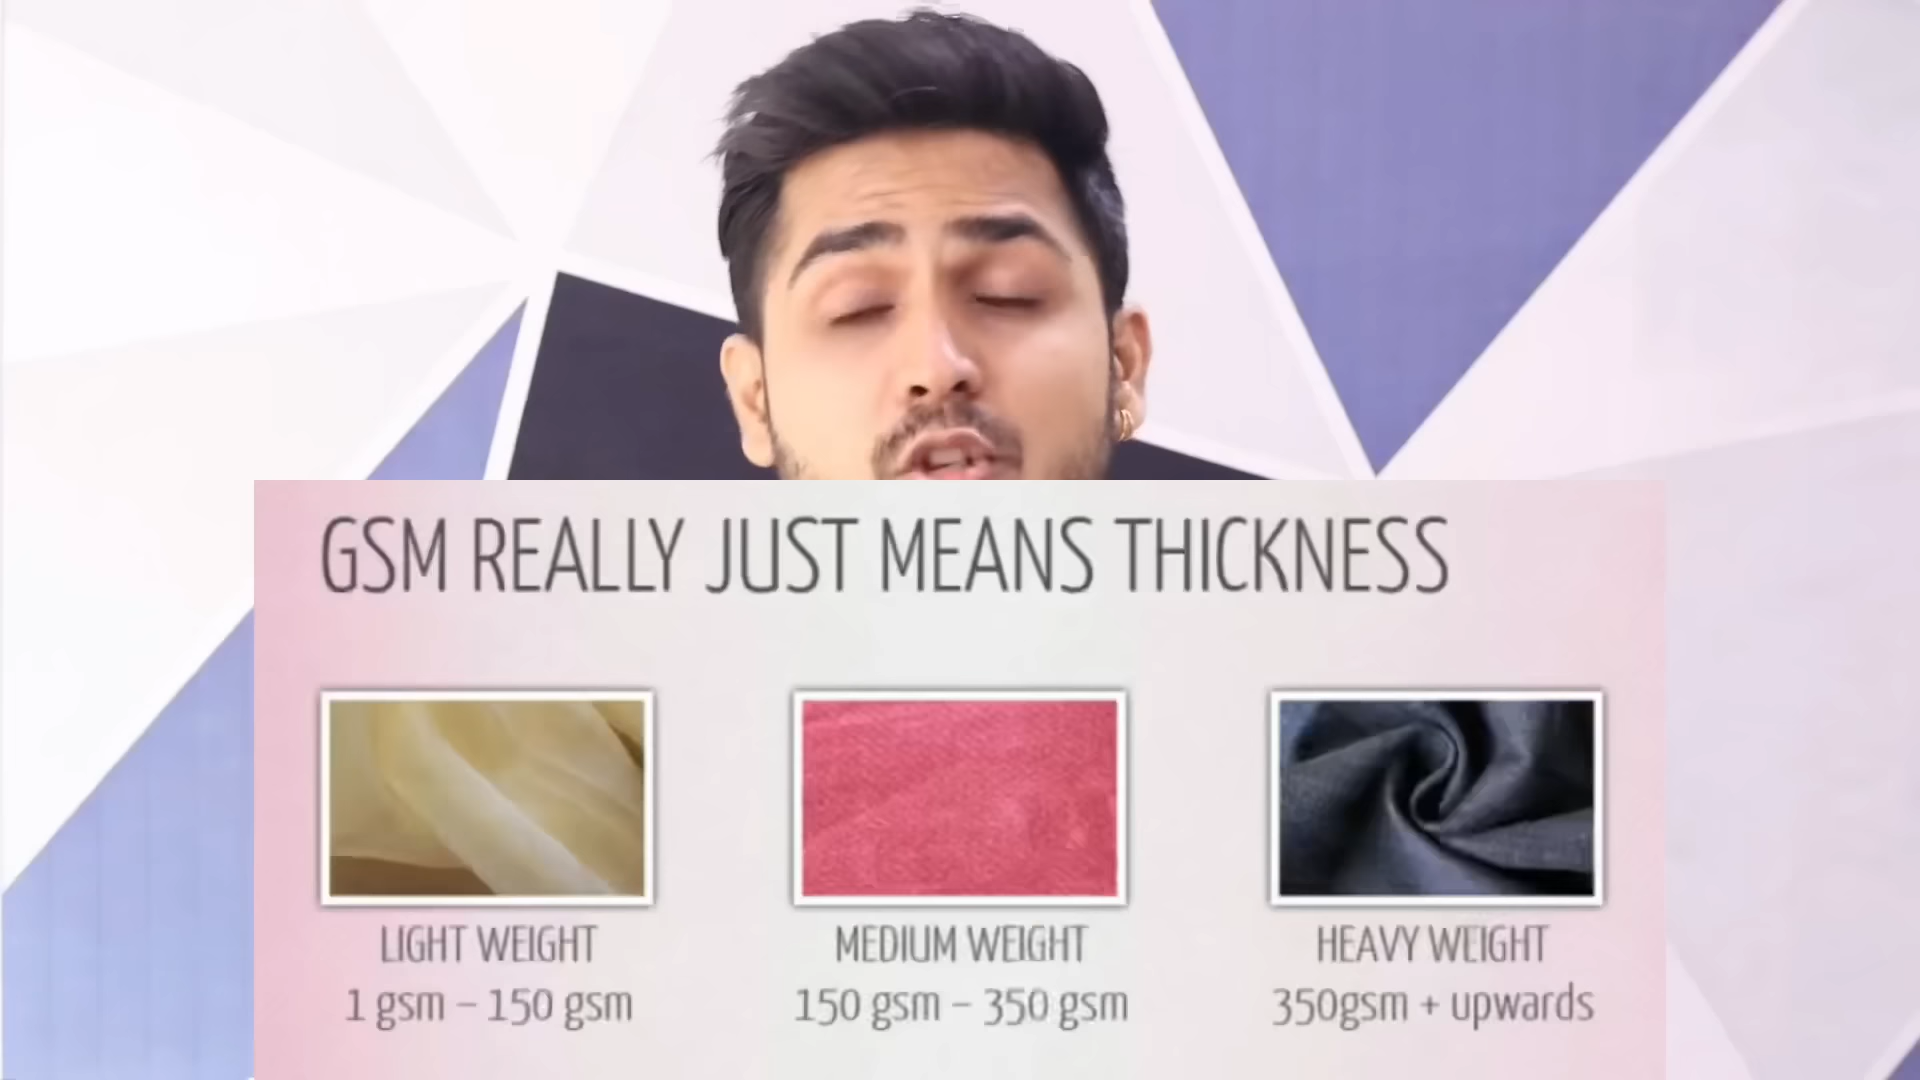 GSM REALLY JUST MEANS THICKNESS
LIGHT WEIGHT
1 gsm – 150 gsm
MEDIUM WEIGHT
150 gsm – 350 gsm
HEAVY WEIGHT
350gsm + upwards